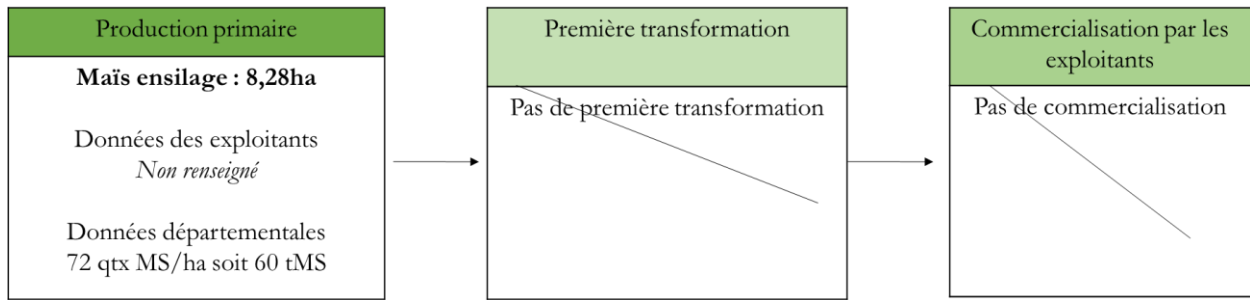 Production primaire
Maïs ensilage : 8,28ha
Données des exploitants
Non renseigné
Données départementales
72 qtx MS/ha soit 60 tMS
Première transformation
Pas de première transformation
Commercialisation par les
exploitants
Pas de commercialisation